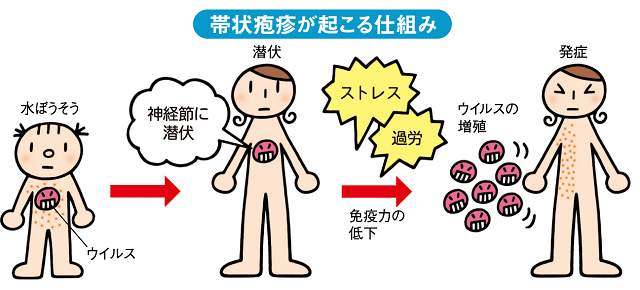 帯状疱疹が起こる仕組み
水ぼうそう
ウイルス
潜伏
神経節に
潜伏
ストレス
過労
免疫力の
低下
ウイルスの
増殖
発症